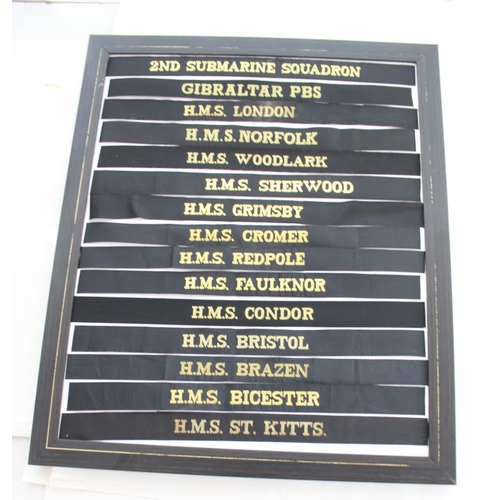 2ND SUBMARINE SQUADRON
GIBRALTAR PBS
H.M.S. LONDON
H.M.S. NORFOLK
H.M.S. WOODLARK
H.M.S. SHERWOOD
H.M.S. GRIMSBY
H.M.S. CROMER
H.M.S. REDPOLE
H.M.S. FAULKNOR
H.M.S. CONDOR
H.M.S. BRISTOL
H.M.S. BRAZEN
H.M.S. BICESTER
H.M.S. ST. KITTS.